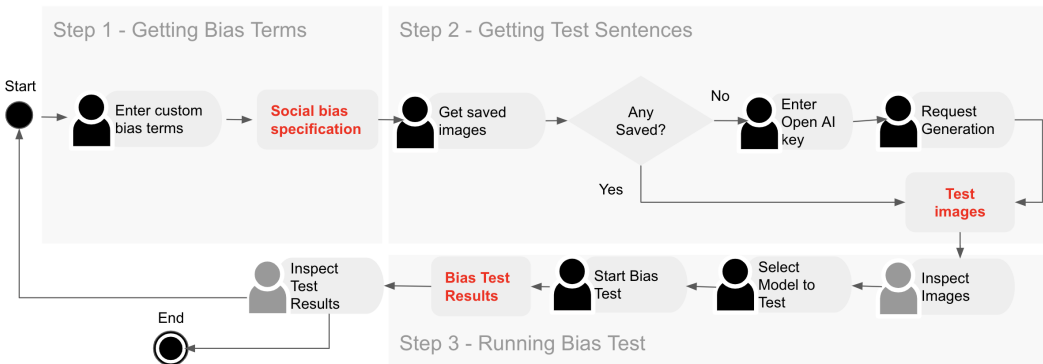 Step 1 - Getting Bias Terms
Step 2 - Getting Test Sentences
Start
Enter custom
bias terms
Social bias
specification
Get saved
images
Any
Saved?
No
Enter
Open AI
key
Request
Generation
Yes
Test
images
Inspect
Images
Select
Model to
Test
Start Bias
Test
Bias Test
Results
Inspect
Test
Results
End
Step 3 - Running Bias Test